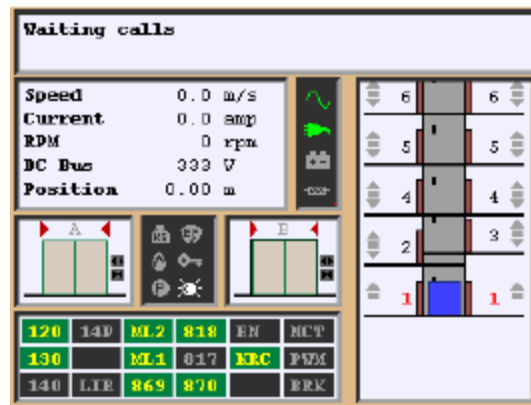 Waiting calls
Speed 0.0 m/s
Current 0.0 amp
RPM 0 rpm
DC Bus 333 V
Position 0.00 m
A
B
KG
P
6 6
5 5
4 4
2 3
1 1
120 14D ML2 818 EN MCT
130 ML1 817 KRC PWM
140 LIR 869 870 BRK